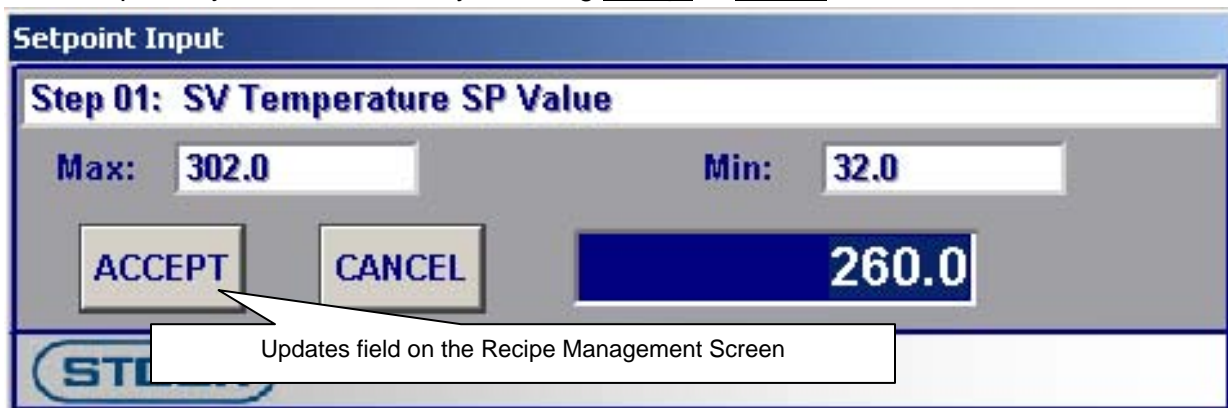 Setpoint Input
Step 01: SV Temperature SP Value
Max: 302.0 Min: 32.0
ACCEPT CANCEL 260.0
Updates field on the Recipe Management Screen